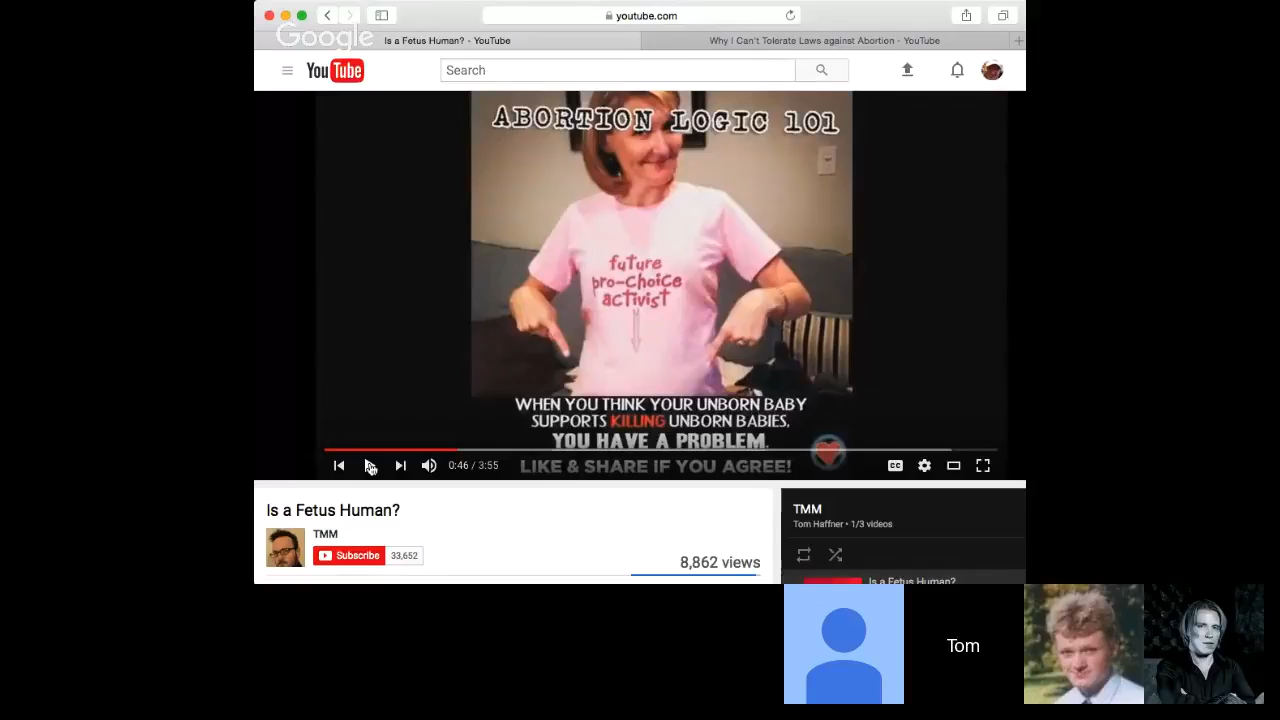 youtube.com
Google
Is a Fetus Human? - YouTube
Why I Can't Tolerate Laws against Abortion - YouTube
YouTube
Search
ABORTION LOGIC 101
future
pro-choice
activist
WHEN YOU THINK YOUR UNBORN BABY
SUPPORTS KILLING UNBORN BABIES,
YOU HAVE A PROBLEM.
LIKE & SHARE IF YOU AGREE!
0:46 / 3:55
CC
Is a Fetus Human?
TMM
Subscribe 33,652
8,862 views
TMM
Tom Haffner • 1/3 videos
Is a Fetus Human?
Tom